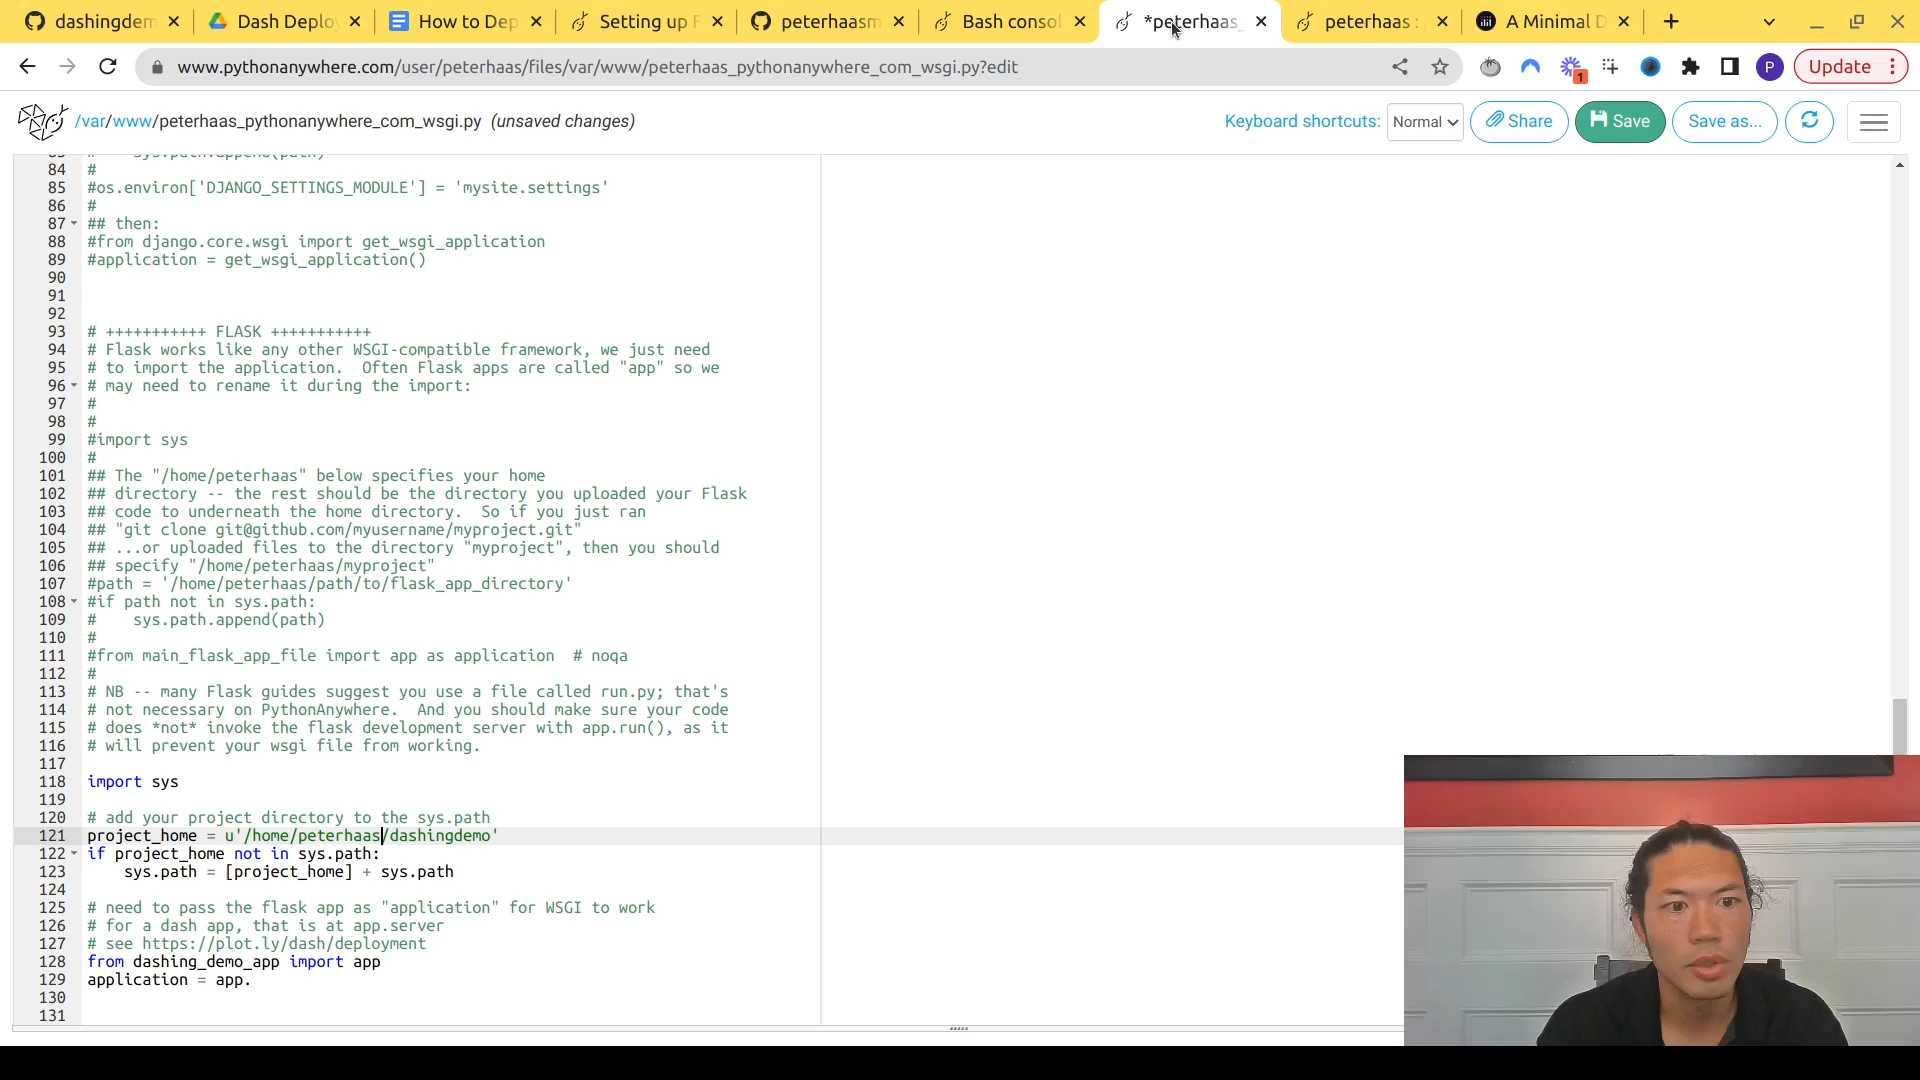 dashingdem
Dash Deploy
How to Dep
Setting up F
peterhaasm
Bash consol
*peterhaas_
peterhaas :
A Minimal D
www.pythonanywhere.com/user/peterhaas/files/var/www/peterhaas_pythonanywhere_com_wsgi.py?edit
1
P
Update
/var/www/peterhaas_pythonanywhere_com_wsgi.py (unsaved changes)
Keyboard shortcuts:
Normal
Share
Save
Save as...
83 #    sys.path.append(path)
84 #
85 #os.environ['DJANGO_SETTINGS_MODULE'] = 'mysite.settings'
86 #
87 ## then:
88 #from django.core.wsgi import get_wsgi_application
89 #application = get_wsgi_application()
90
91
92
93 # +++++++++++ FLASK +++++++++++
94 # Flask works like any other WSGI-compatible framework, we just need
95 # to import the application.  Often Flask apps are called "app" so we
96 # may need to rename it during the import:
97 #
98 #
99 #import sys
100 #
101 ## The "/home/peterhaas" below specifies your home
102 ## directory -- the rest should be the directory you uploaded your Flask
103 ## code to underneath the home directory.  So if you just ran
104 ## "git clone git@github.com/myusername/myproject.git"
105 ## ...or uploaded files to the directory "myproject", then you should
106 ## specify "/home/peterhaas/myproject"
107 #path = '/home/peterhaas/path/to/flask_app_directory'
108 #if path not in sys.path:
109 #    sys.path.append(path)
110 #
111 #from main_flask_app_file import app as application  # noqa
112 #
113 # NB -- many Flask guides suggest you use a file called run.py; that's
114 # not necessary on PythonAnywhere.  And you should make sure your code
115 # does *not* invoke the flask development server with app.run(), as it
116 # will prevent your wsgi file from working.
117
118 import sys
119
120 # add your project directory to the sys.path
121 project_home = u'/home/peterhaas/dashingdemo'
122 if project_home not in sys.path:
123     sys.path = [project_home] + sys.path
124
125 # need to pass the flask app as "application" for WSGI to work
126 # for a dash app, that is at app.server
127 # see https://plot.ly/dash/deployment
128 from dashing_demo_app import app
129 application = app.
130
131